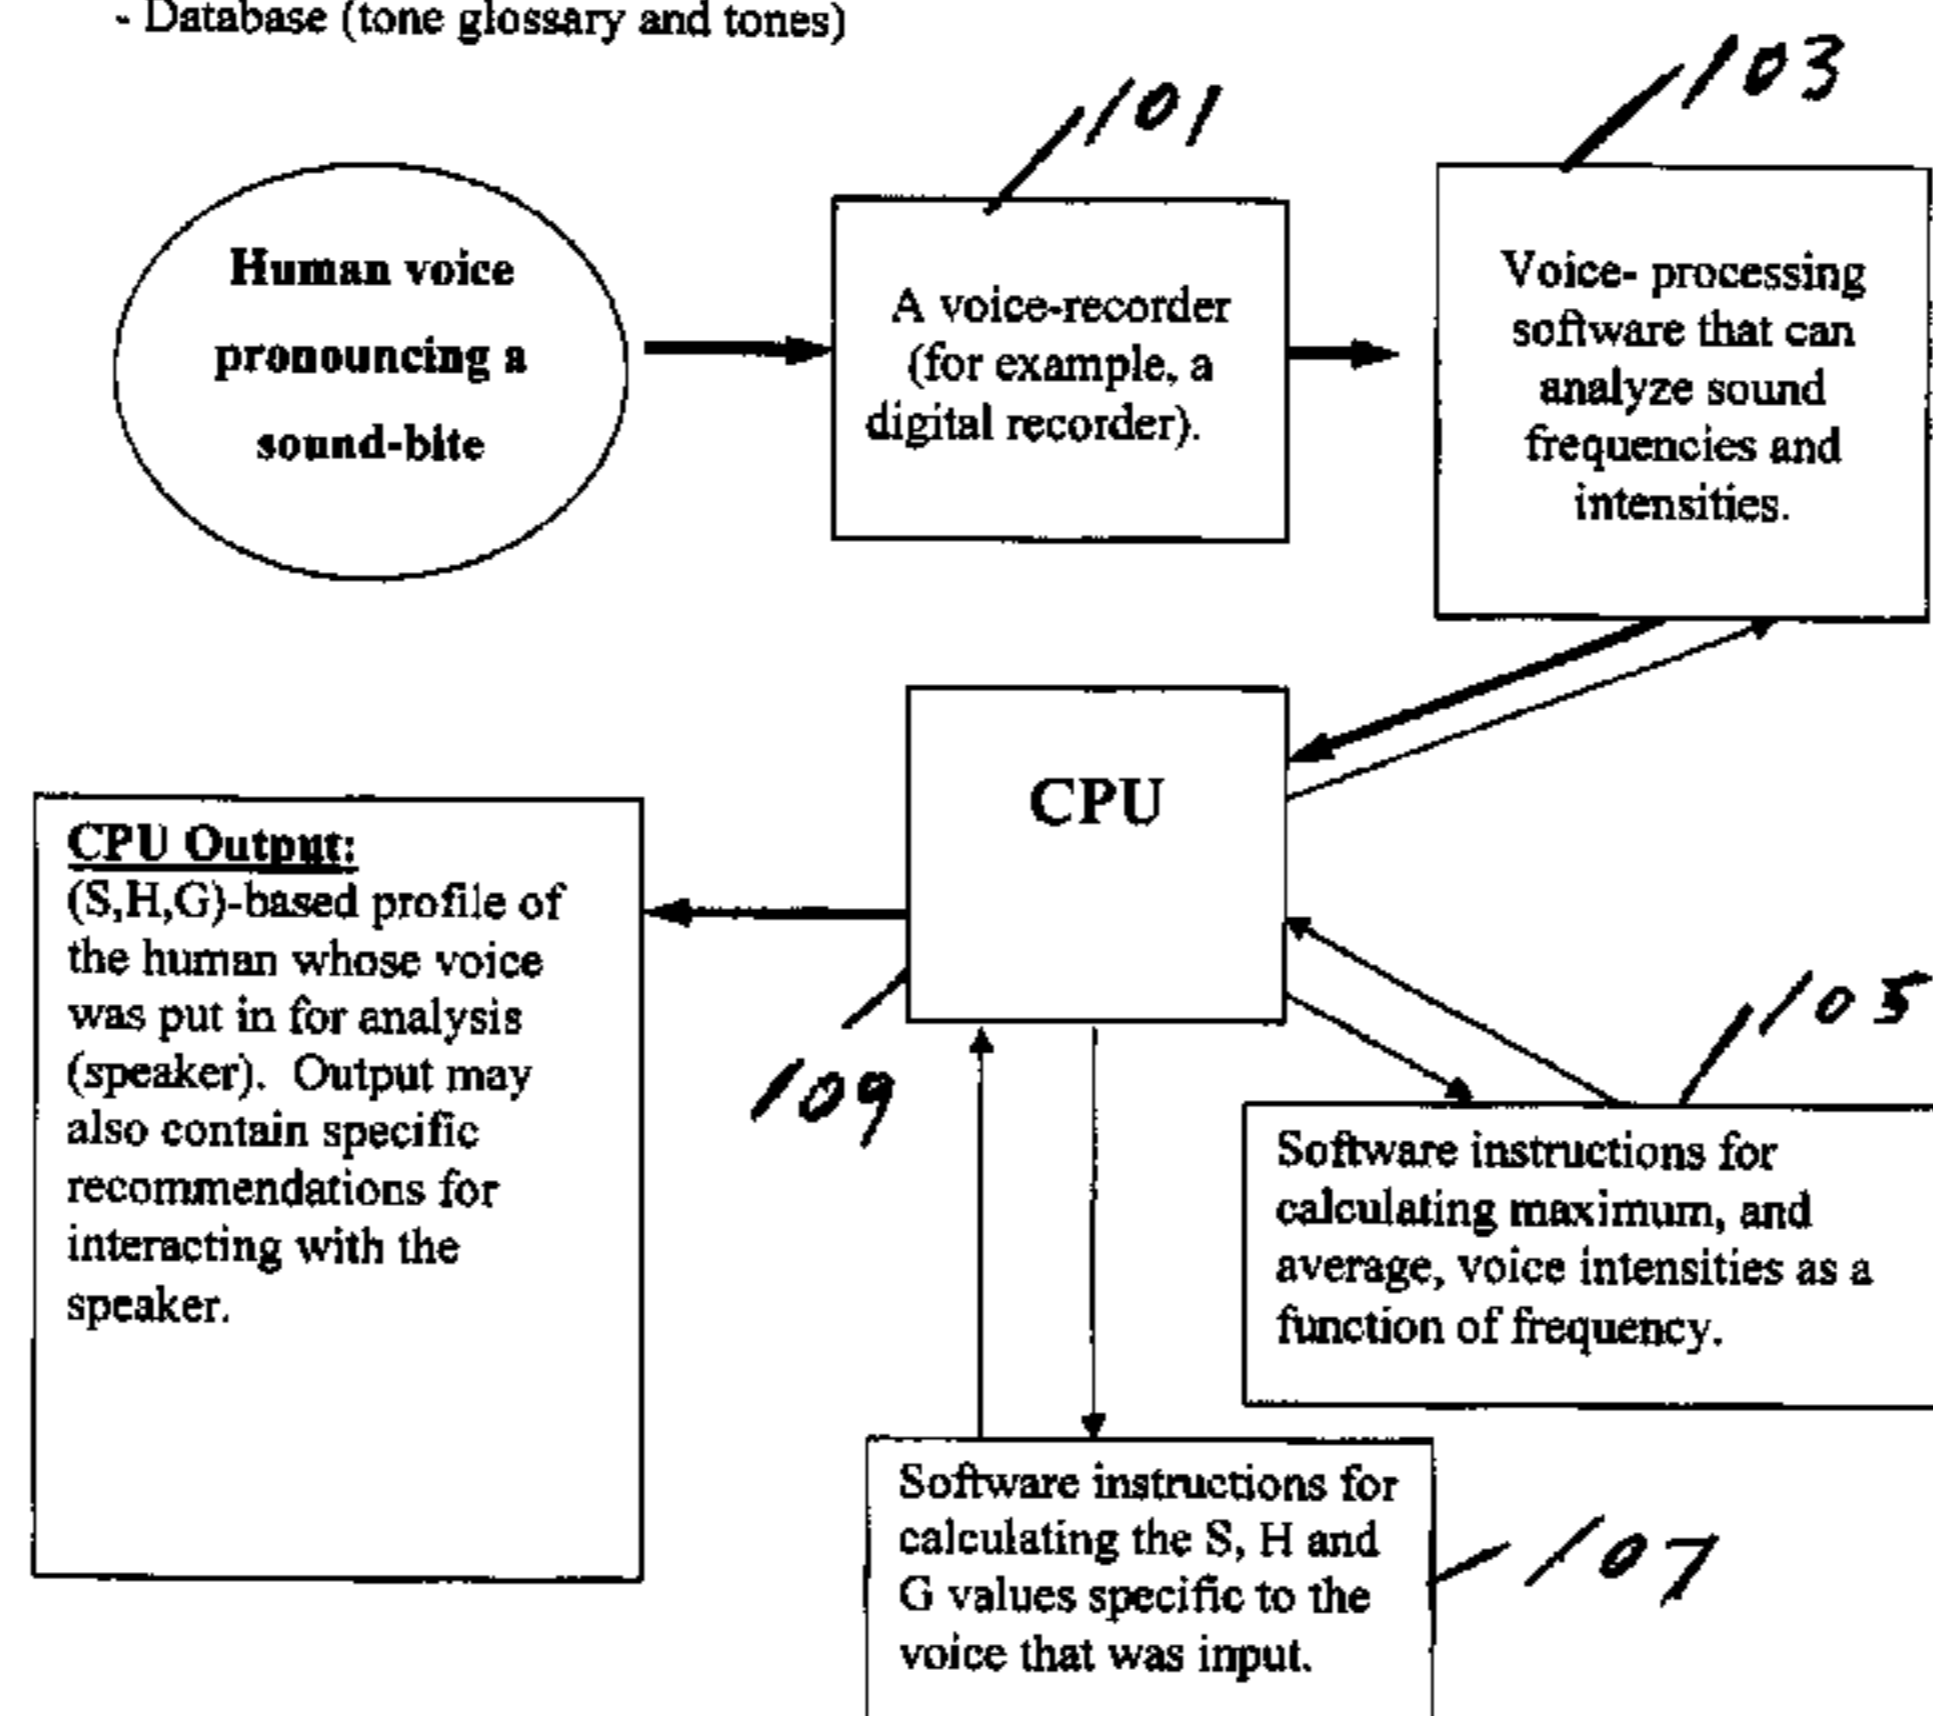 - Database (tone glossary and tones)
101
103
Human voice
pronouncing a
sound-bite
A voice-recorder
(for example, a
digital recorder).
Voice- processing
software that can
analyze sound
frequencies and
intensities.
CPU
CPU Output:
(S,H,G)-based profile of
the human whose voice
was put in for analysis
(speaker). Output may
also contain specific
recommendations for
interacting with the
speaker.
109
105
Software instructions for
calculating maximum, and
average, voice intensities as a
function of frequency.
Software instructions for
calculating the S, H and
G values specific to the
voice that was input.
107